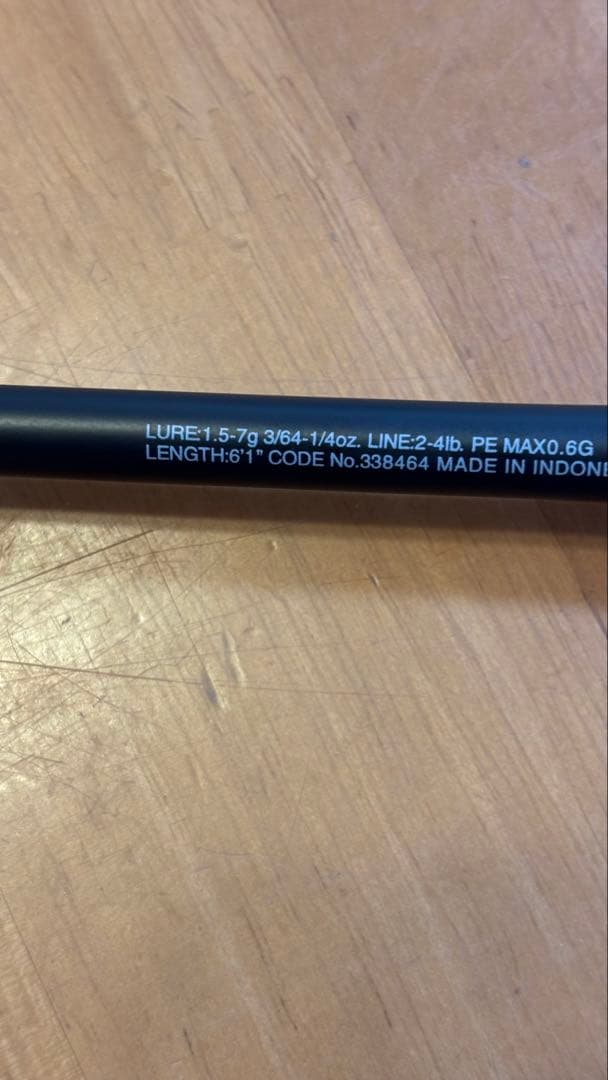 LURE:1.5-7g 3/64-1/4oz. LINE:2-4lb. PE MAX0.6G
LENGTH:6'1" CODE No.338464 MADE IN INDONE